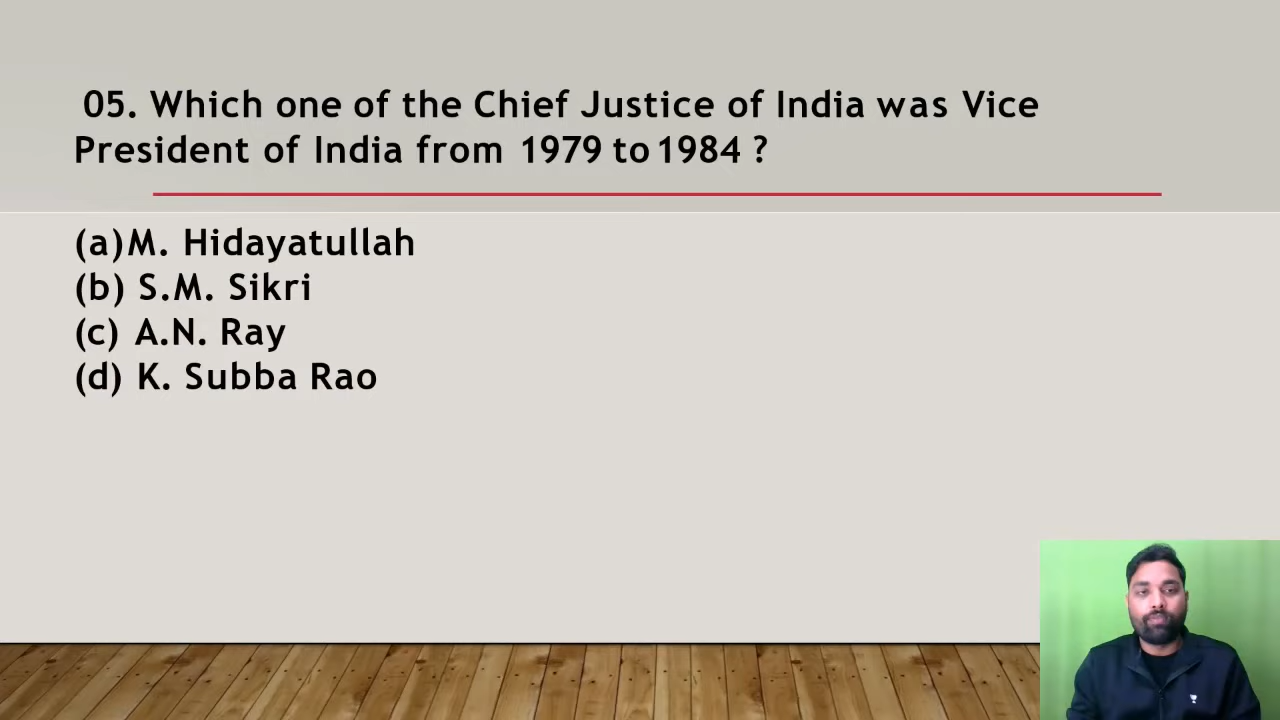 05. Which one of the Chief Justice of India was Vice
President of India from 1979 to 1984 ?
(a)M. Hidayatullah
(b) S.M. Sikri
(c) A.N. Ray
(d) K. Subba Rao